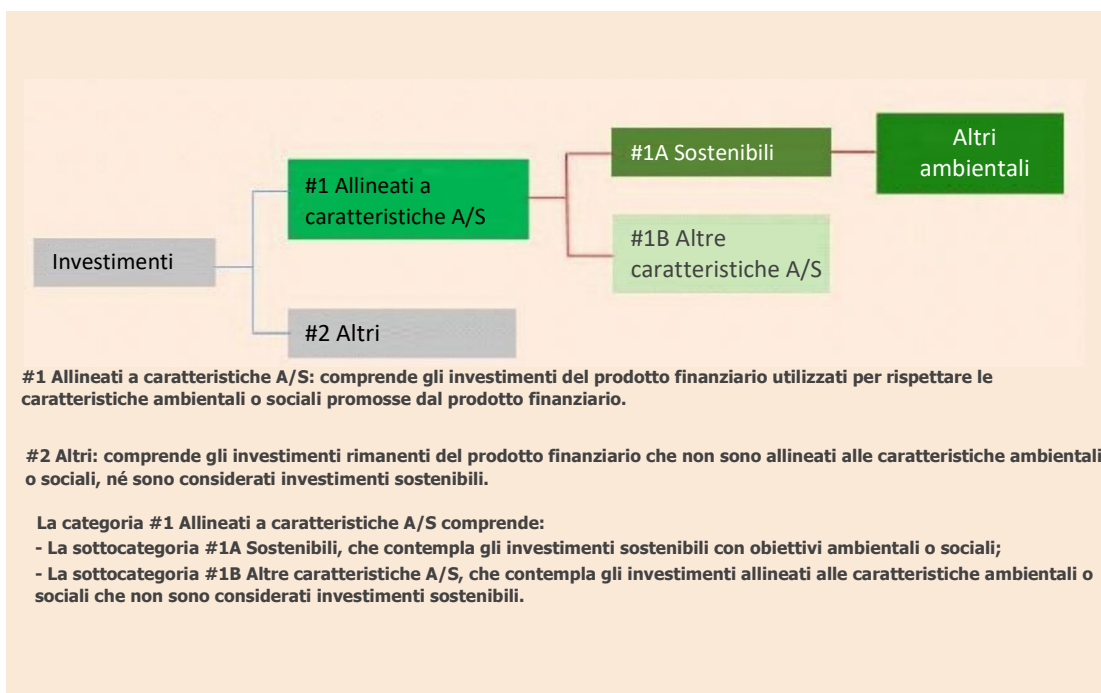 Investimenti
#1 Allineati a
caratteristiche A/S
#2 Altri
#1A Sostenibili
#1B Altre
caratteristiche A/S
Altri
ambientali
#1 Allineati a caratteristiche A/S: comprende gli investimenti del prodotto finanziario utilizzati per rispettare le
caratteristiche ambientali o sociali promosse dal prodotto finanziario.
#2 Altri: comprende gli investimenti rimanenti del prodotto finanziario che non sono allineati alle caratteristiche ambientali
o sociali, né sono considerati investimenti sostenibili.
La categoria #1 Allineati a caratteristiche A/S comprende:
- La sottocategoria #1A Sostenibili, che contempla gli investimenti sostenibili con obiettivi ambientali o sociali;
- La sottocategoria #1B Altre caratteristiche A/S, che contempla gli investimenti allineati alle caratteristiche ambientali o
sociali che non sono considerati investimenti sostenibili.